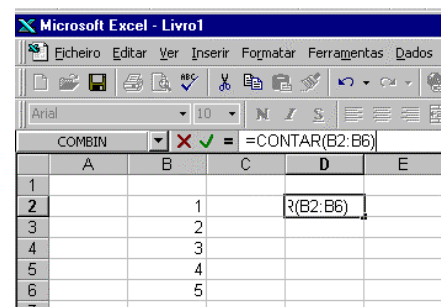 Microsoft Excel - Livro1
Ficheiro Editar Ver Inserir Formatar Ferramentas Dados
ABC
Arial 10 N I S
COMBIN = =CONTAR(B2:B6)
A B C D E
1
2 1 R(B2:B6)
3 2
4 3
5 4
6 5